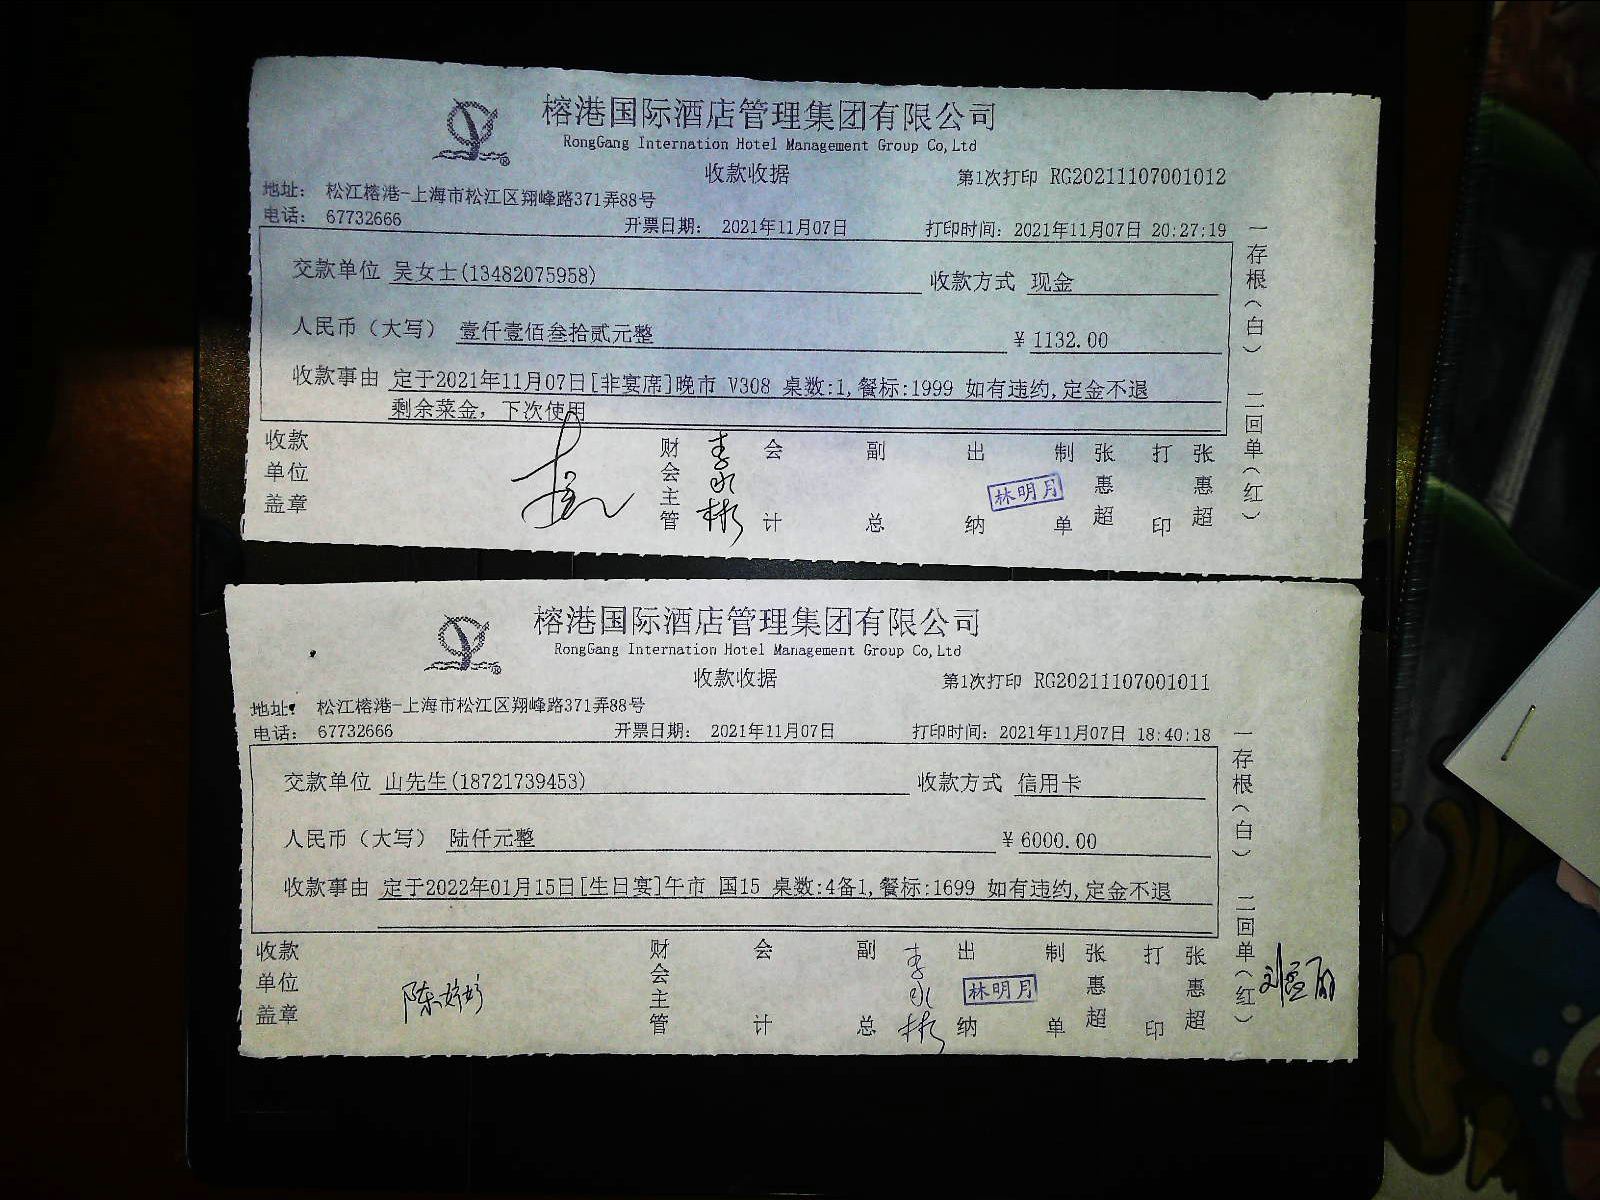 榕港国际酒店管理集团有限公司
RongGang Internation Hotel Management Group Co,Ltd
收款收据
第1次打印 RG20211107001012
地址： 松江榕港-上海市松江区翔峰路371弄88号
电话： 67732666 开票日期： 2021年11月07日 打印时间：2021年11月07日 20:27:19
交款单位 吴女士(13482075958) 收款方式 现金
人民币（大写） 壹仟壹佰叁拾贰元整 ￥1132.00
收款事由 定于2021年11月07日[非宴席]晚市 V308 桌数:1,餐标:1999 如有违约,定金不退
剩余菜金，下次使用
收款单位盖章 财会主管 李永彬 会计 副总 出纳 林明月 制单 张惠超 打印 张惠超
一存根（白） 二回单（红）
榕港国际酒店管理集团有限公司
RongGang Internation Hotel Management Group Co,Ltd
收款收据
第1次打印 RG20211107001011
地址： 松江榕港-上海市松江区翔峰路371弄88号
电话： 67732666 开票日期： 2021年11月07日 打印时间：2021年11月07日 18:40:18
交款单位 山先生(18721739453) 收款方式 信用卡
人民币（大写） 陆仟元整 ￥6000.00
收款事由 定于2022年01月15日[生日宴]午市 国15 桌数:4备1,餐标:1699 如有违约,定金不退
收款单位盖章 财会主管 会计 副总 李永彬 出纳 林明月 制单 张惠超 打印 张惠超
一存根（白） 二回单（红）